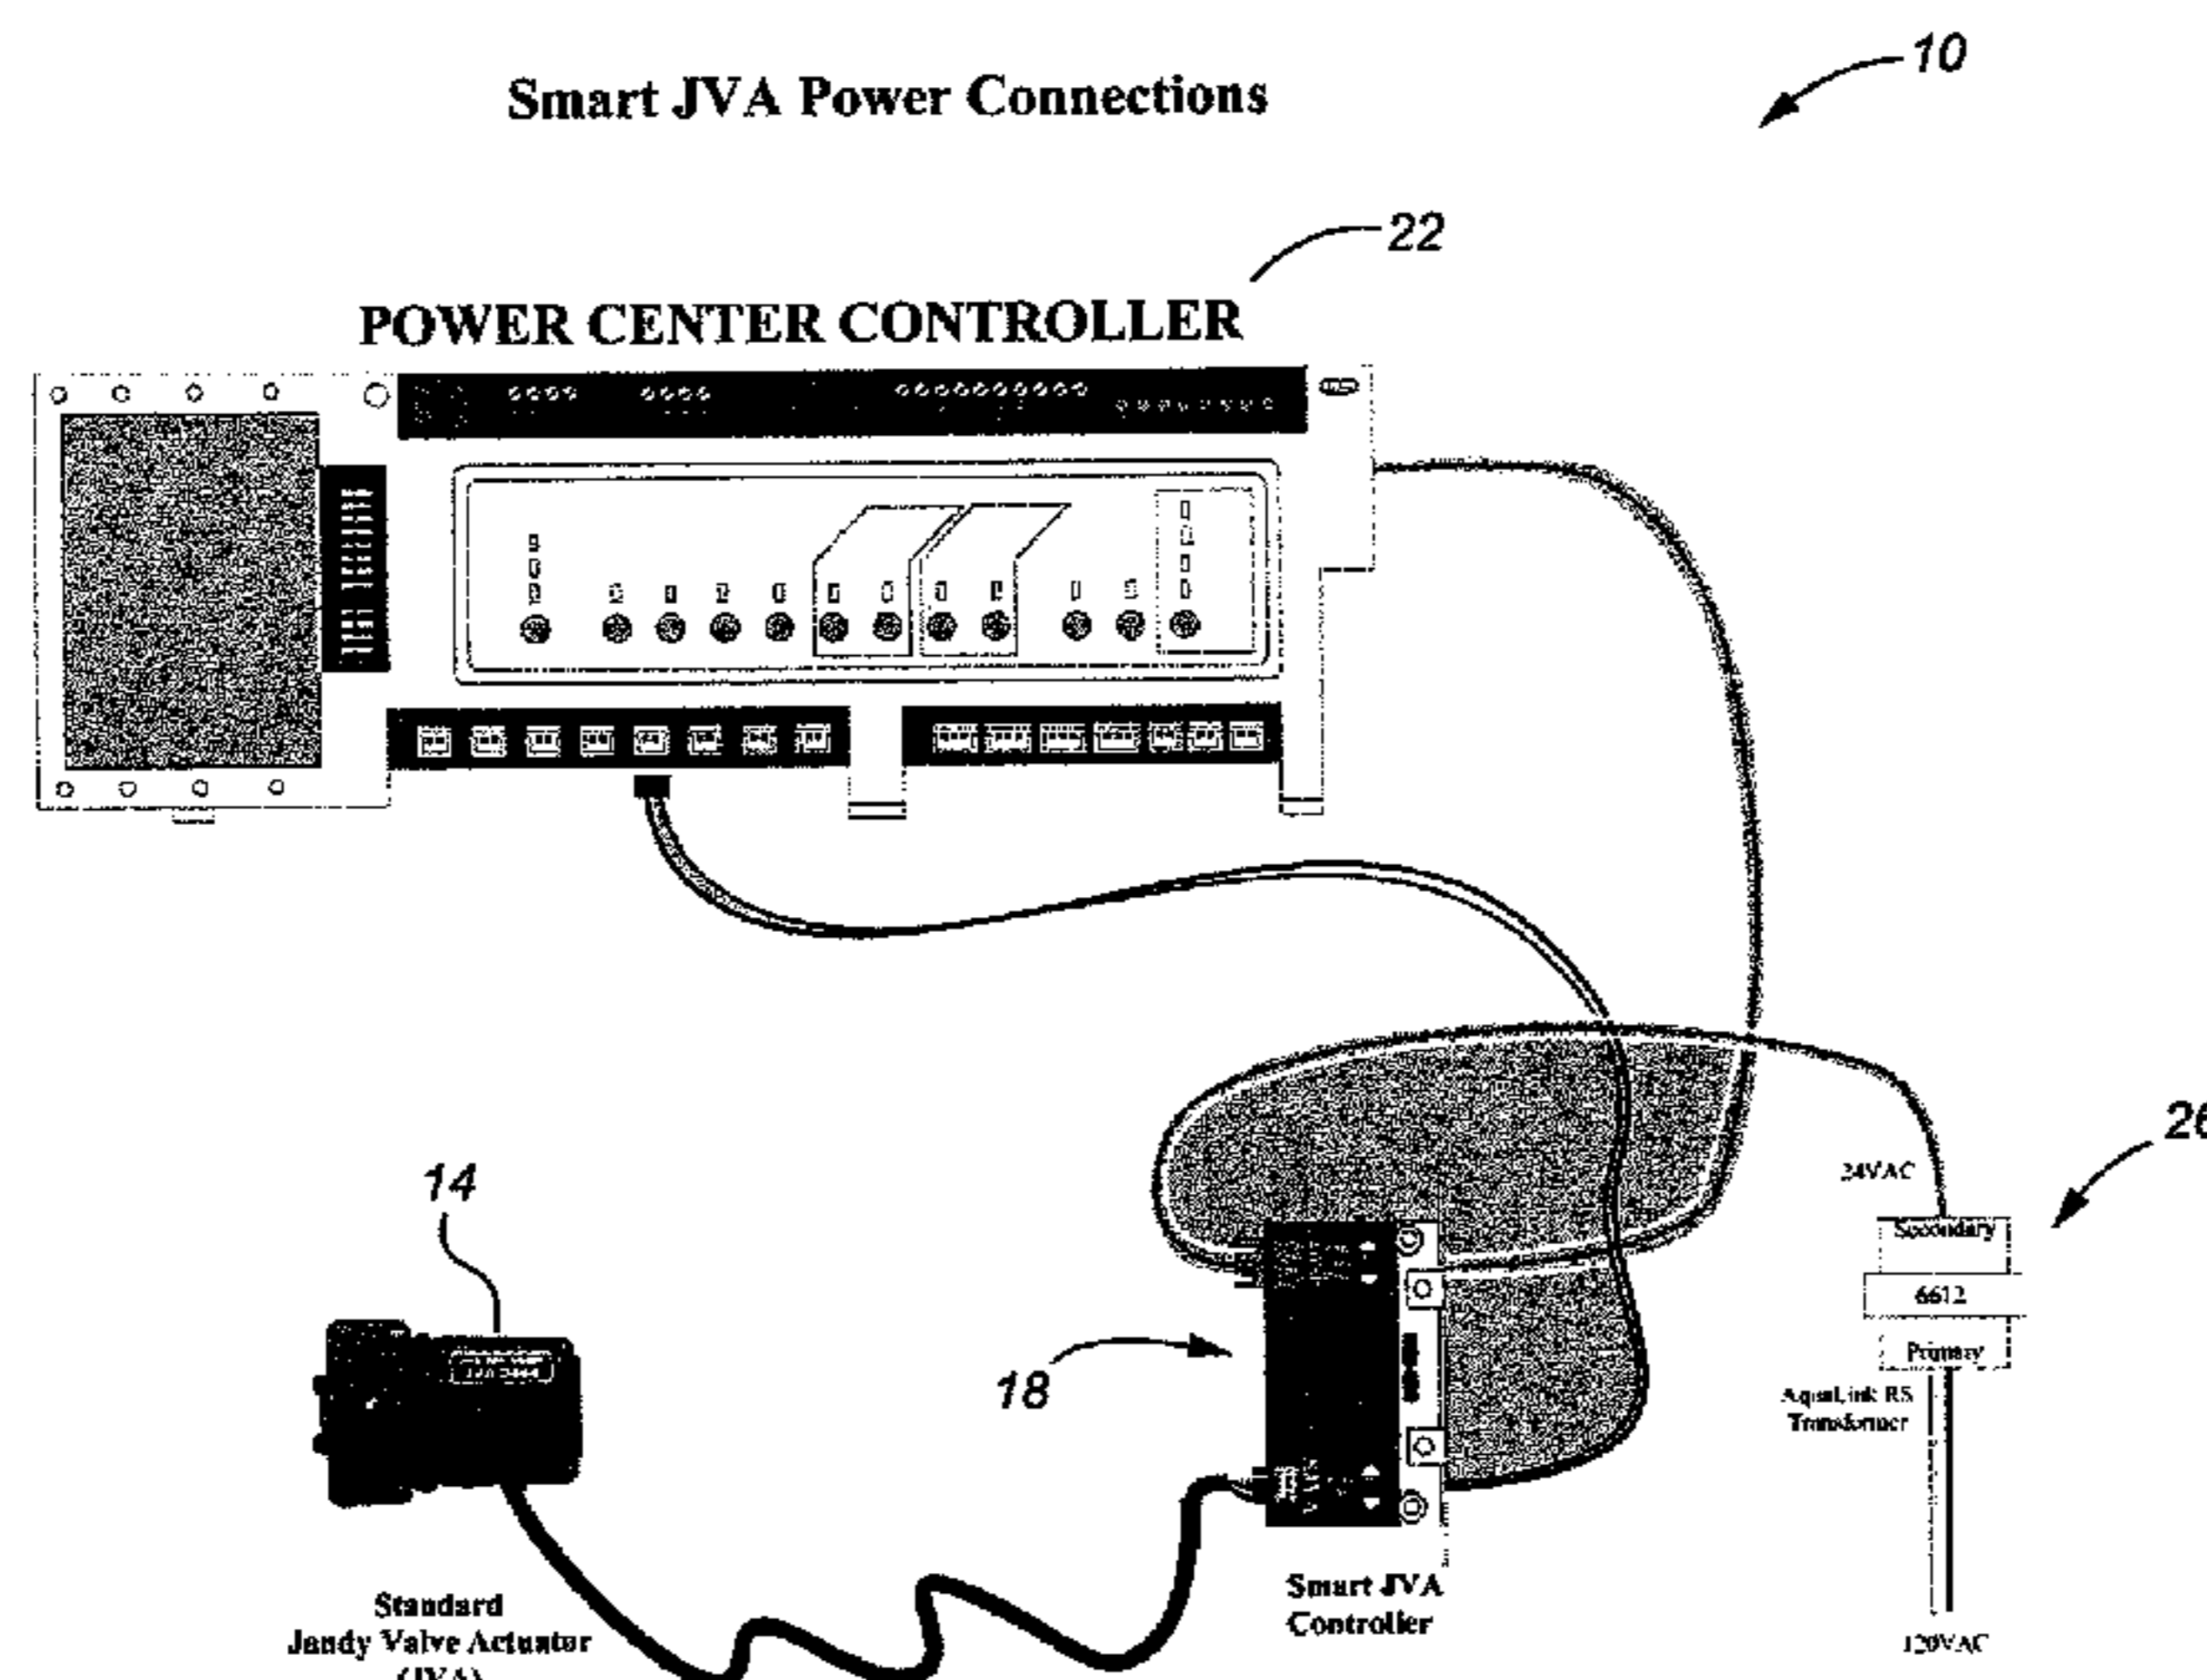 10
Smart JVA Power Connections
22
POWER CENTER CONTROLLER
26
24VAC
14
Secondary
6612
Primary
18
AquaLink RS
Transformer
Smart JVA
Controller
Standard
Jandy Valve Actuator
(JVA)
120VAC